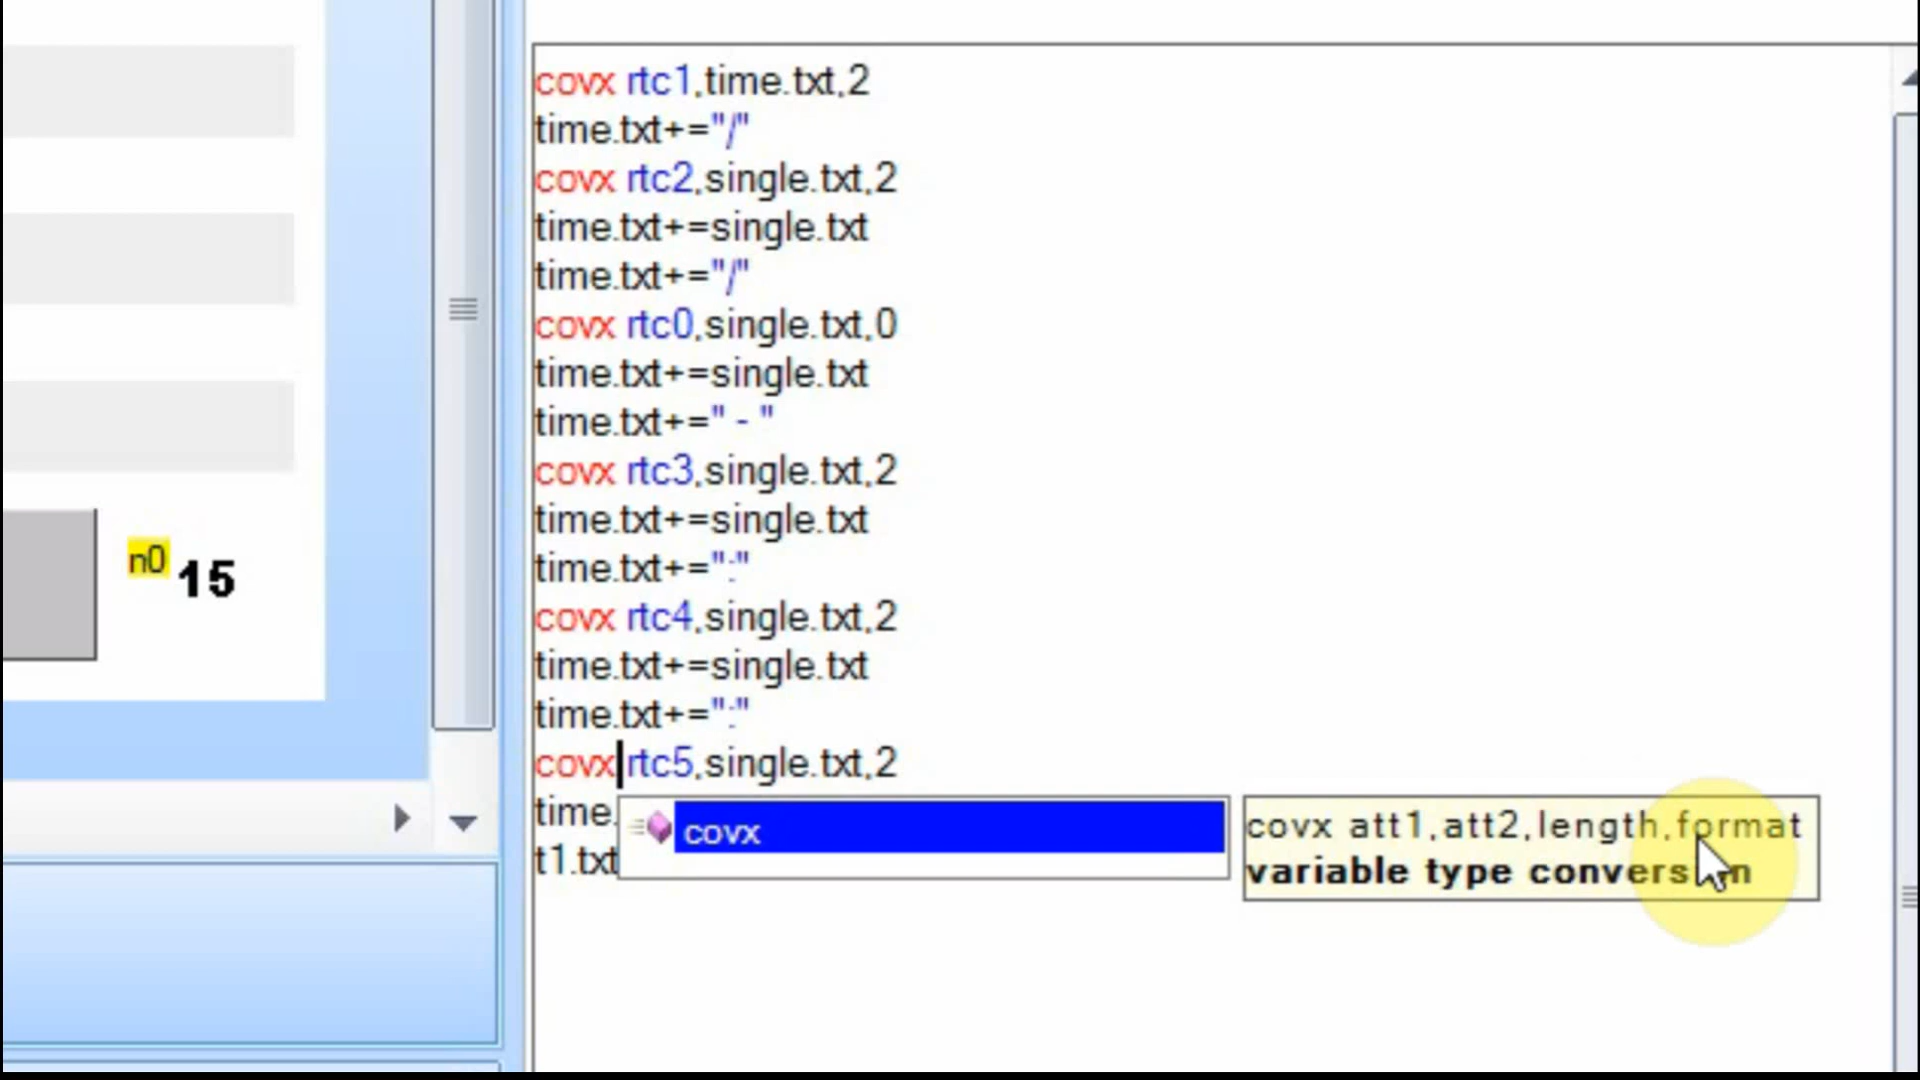 covx rtc1,time.txt,2
time.txt+="/"
covx rtc2,single.txt,2
time.txt+=single.txt
time.txt+="/"
covx rtc0,single.txt,0
time.txt+=single.txt
time.txt+=" - "
covx rtc3,single.txt,2
time.txt+=single.txt
time.txt+=":"
covx rtc4,single.txt,2
time.txt+=single.txt
time.txt+=":"
covx rtc5,single.txt,2
time.
t1.txt
covx
covx att1,att2,length,format
variable type conversion
n0 15